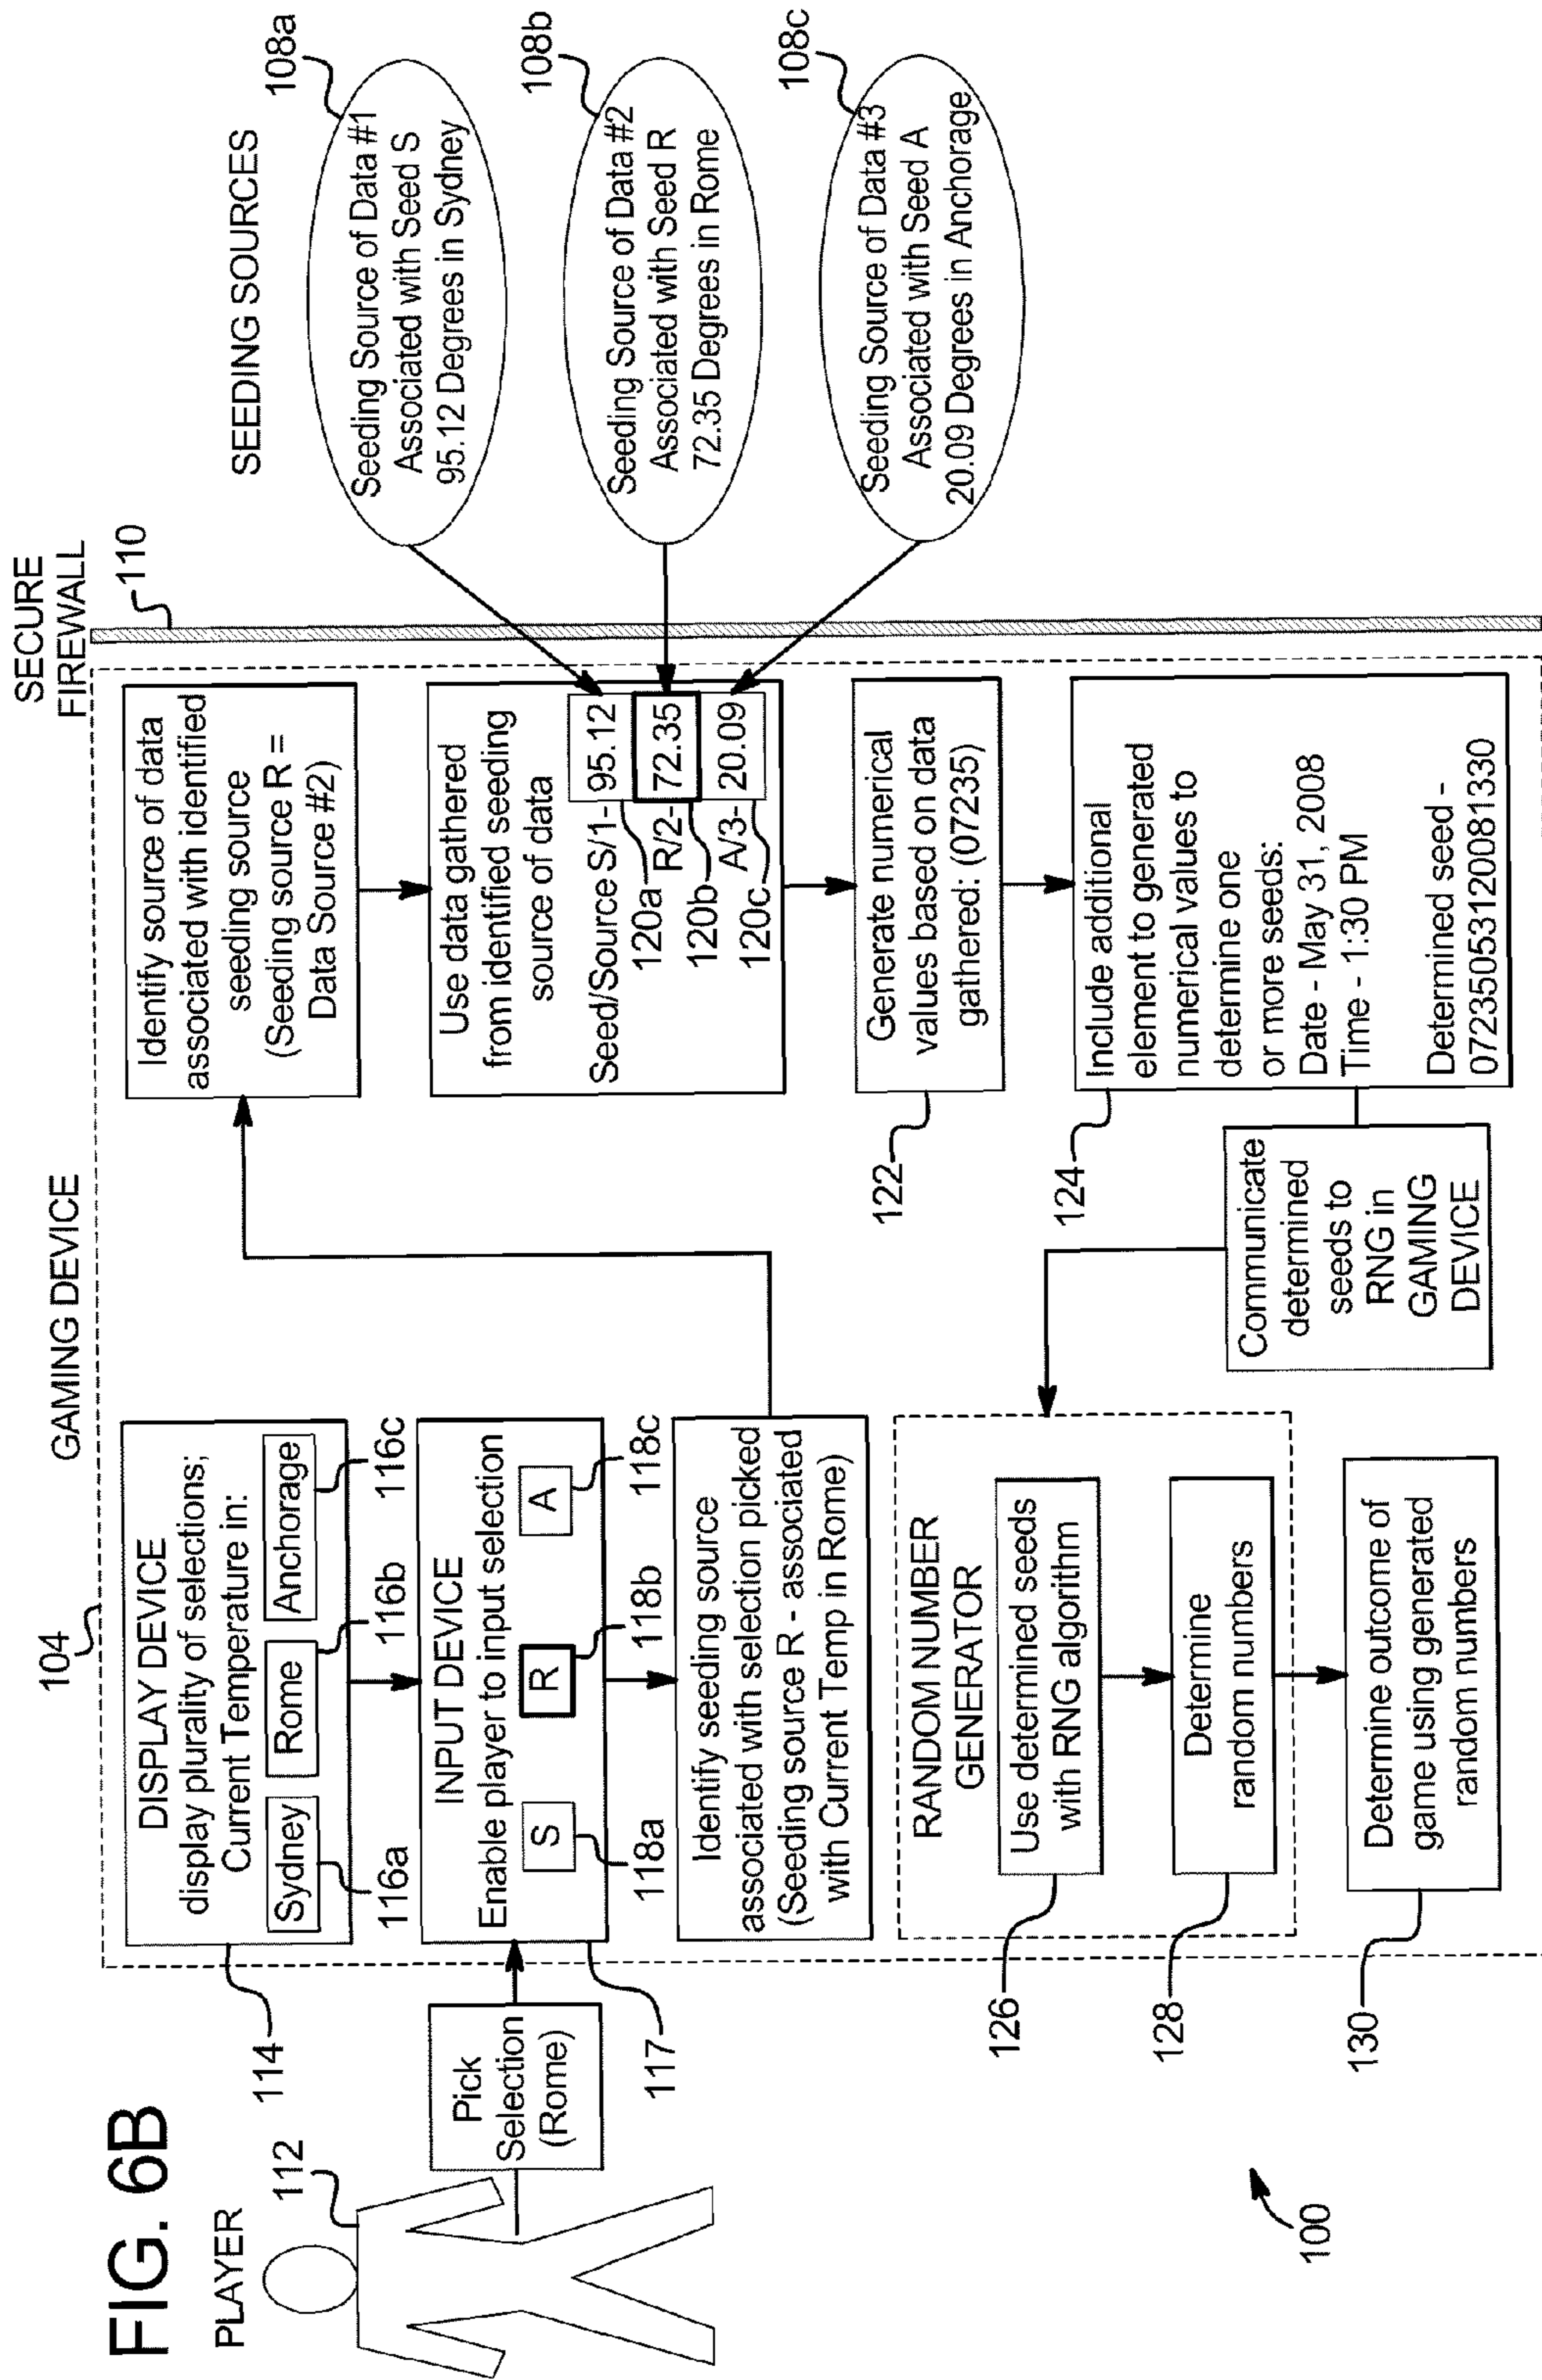 FIG. 6B
PLAYER
112
Pick
Selection
(Rome)
104
GAMING DEVICE
114
DISPLAY DEVICE
display plurality of selections;
Current Temperature in:
Sydney
Rome
Anchorage
116a
116b
116c
INPUT DEVICE
Enable player to input selection
S
R
A
118a
118b
118c
117
Identify seeding source
associated with selection picked
(Seeding source R - associated
with Current Temp in Rome)
RANDOM NUMBER
GENERATOR
Use determined seeds
with RNG algorithm
126
Determine
random numbers
128
Determine outcome of
game using generated
random numbers
130
100
Identify source of data
associated with identified
seeding source
(Seeding source R =
Data Source #2)
Use data gathered
from identified seeding
source of data
Seed/Source S/1- 95.12
120a R/2- 72.35
120b A/3- 20.09
120c
Generate numerical
values based on data
gathered: (07235)
122
Include additional
element to generated
numerical values to
determine one
or more seeds:
Date - May 31, 2008
Time - 1:30 PM
Determined seed -
07235053120081330
124
Communicate
determined
seeds to
RNG in
GAMING
DEVICE
SECURE
FIREWALL
110
SEEDING SOURCES
Seeding Source of Data #1
Associated with Seed S
95.12 Degrees in Sydney
108a
Seeding Source of Data #2
Associated with Seed R
72.35 Degrees in Rome
108b
Seeding Source of Data #3
Associated with Seed A
20.09 Degrees in Anchorage
108c